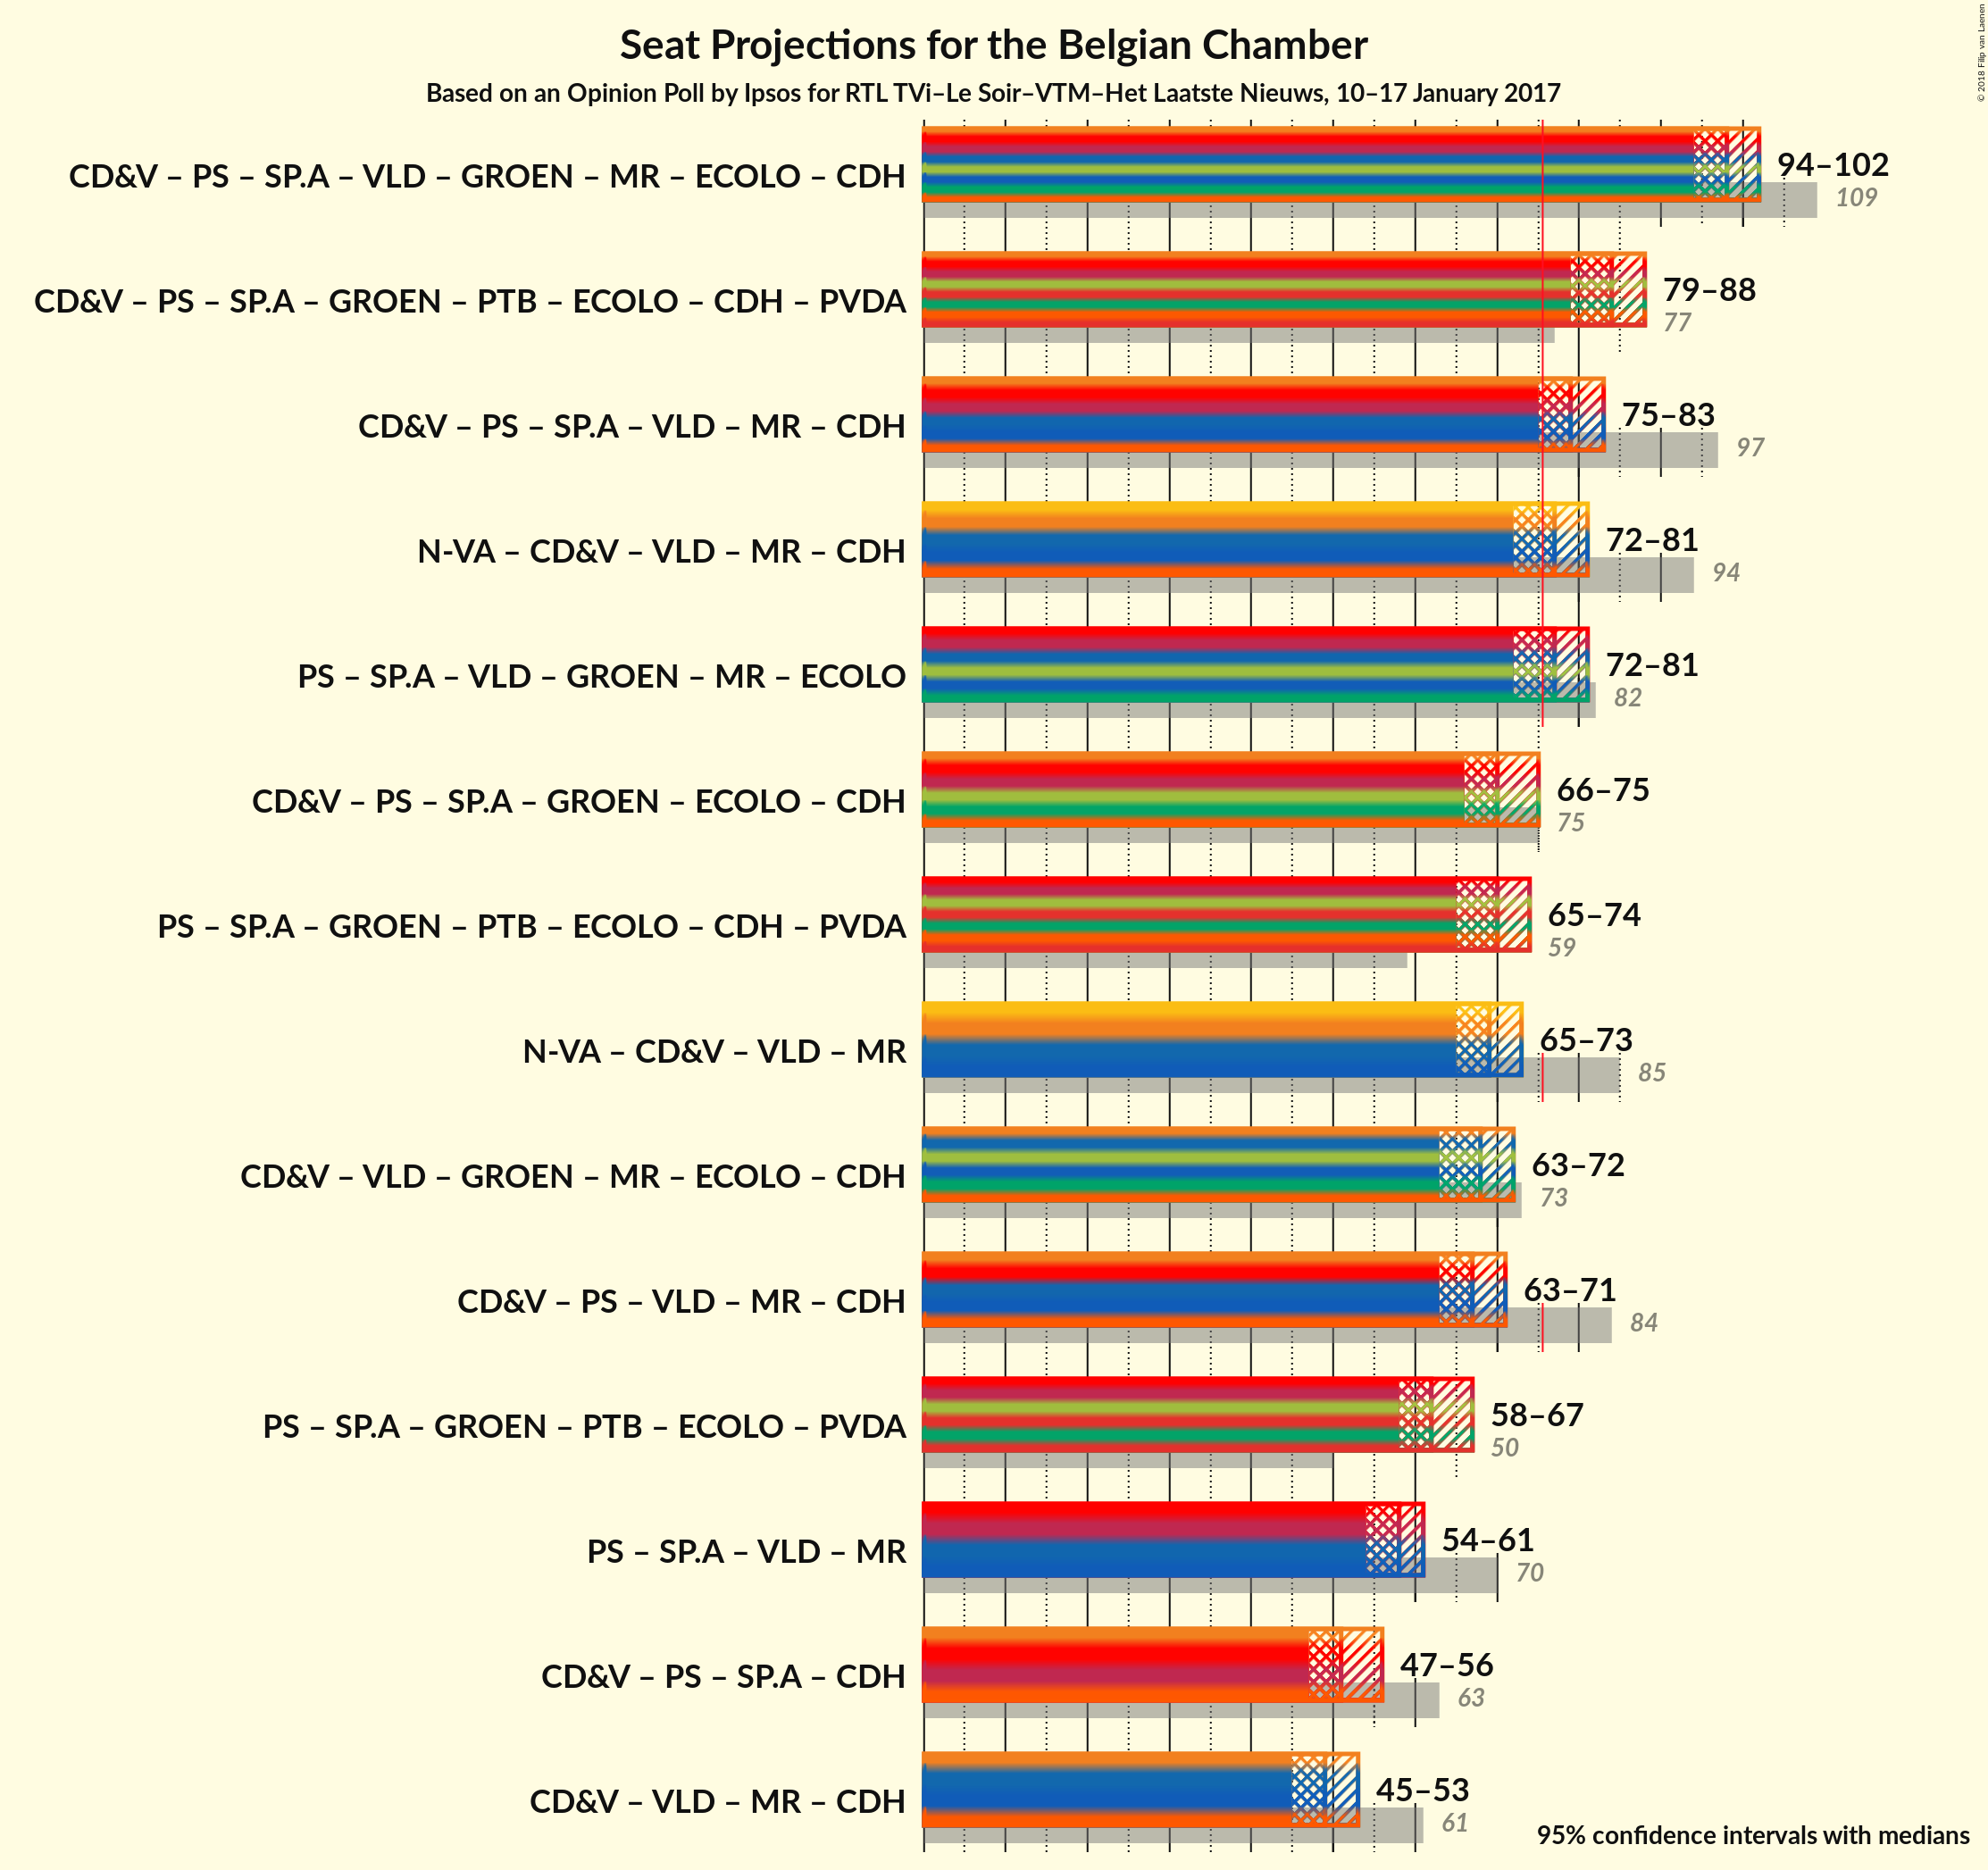 Seat Projections for the Belgian Chamber
Based on an Opinion Poll by Ipsos for RTL TVi–Le Soir–VTM–Het Laatste Nieuws, 10–17 January 2017
© 2018 Filip van Laenen
CD&V – PS – SP.A – VLD – GROEN – MR – ECOLO – CDH
94–102
109
CD&V – PS – SP.A – GROEN – PTB – ECOLO – CDH – PVDA
79–88
77
CD&V – PS – SP.A – VLD – MR – CDH
75–83
97
N-VA – CD&V – VLD – MR – CDH
72–81
94
PS – SP.A – VLD – GROEN – MR – ECOLO
72–81
82
CD&V – PS – SP.A – GROEN – ECOLO – CDH
66–75
75
PS – SP.A – GROEN – PTB – ECOLO – CDH – PVDA
65–74
59
N-VA – CD&V – VLD – MR
65–73
85
CD&V – VLD – GROEN – MR – ECOLO – CDH
63–72
73
CD&V – PS – VLD – MR – CDH
63–71
84
PS – SP.A – GROEN – PTB – ECOLO – PVDA
58–67
50
PS – SP.A – VLD – MR
54–61
70
CD&V – PS – SP.A – CDH
47–56
63
CD&V – VLD – MR – CDH
45–53
61
95% confidence intervals with medians